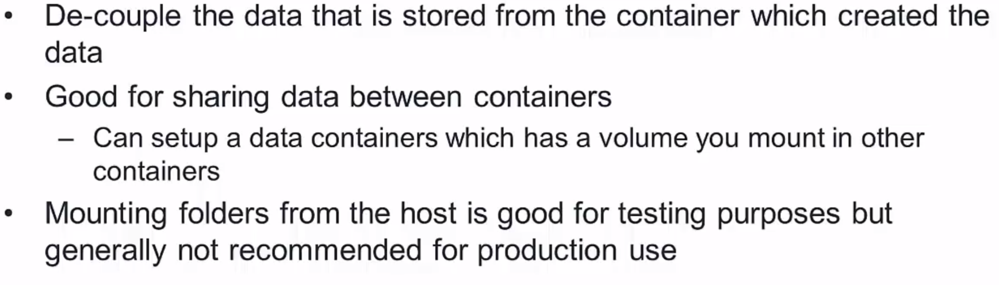 • De-couple the data that is stored from the container which created the
data
• Good for sharing data between containers
– Can setup a data containers which has a volume you mount in other
containers
• Mounting folders from the host is good for testing purposes but
generally not recommended for production use